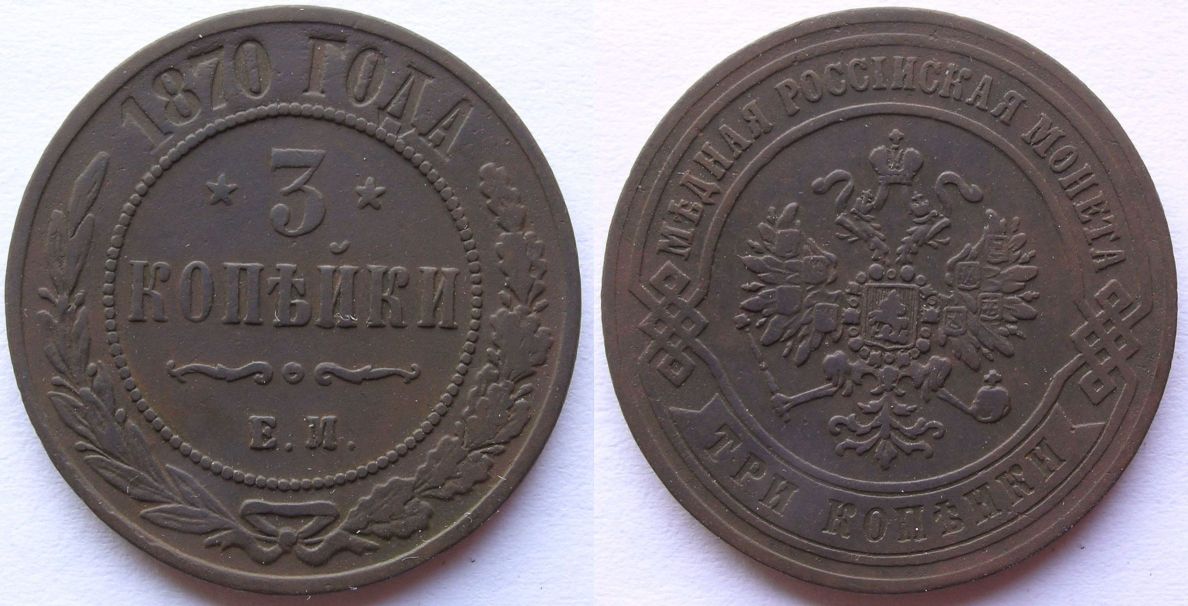 1870 ГОДА
3
КОПѢЙКИ
Е.М.
МѢДНАЯ РОССІЙСКАЯ МОНЕТА
ТРИ КОПѢЙКИ